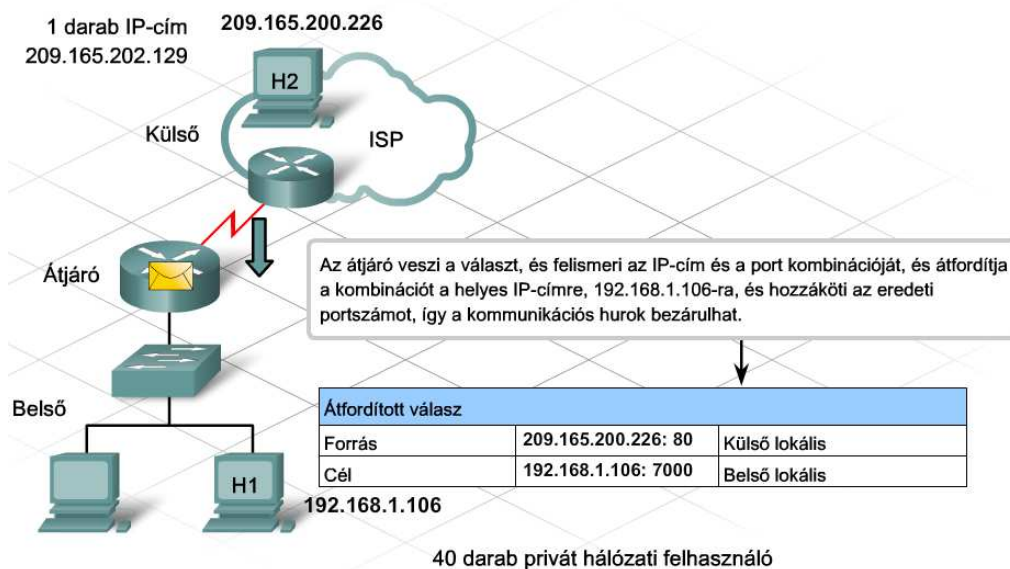 1 darab IP-cím
209.165.202.129
209.165.200.226
H2
Külső
ISP
Átjáró
Az átjáró veszi a választ, és felismeri az IP-cím és a port kombinációját, és átfordítja
a kombinációt a helyes IP-címre, 192.168.1.106-ra, és hozzáköti az eredeti
portszámot, így a kommunikációs hurok bezárulhat.
Belső
Átfordított válasz
Forrás 209.165.200.226: 80 Külső lokális
Cél 192.168.1.106: 7000 Belső lokális
H1
192.168.1.106
40 darab privát hálózati felhasználó